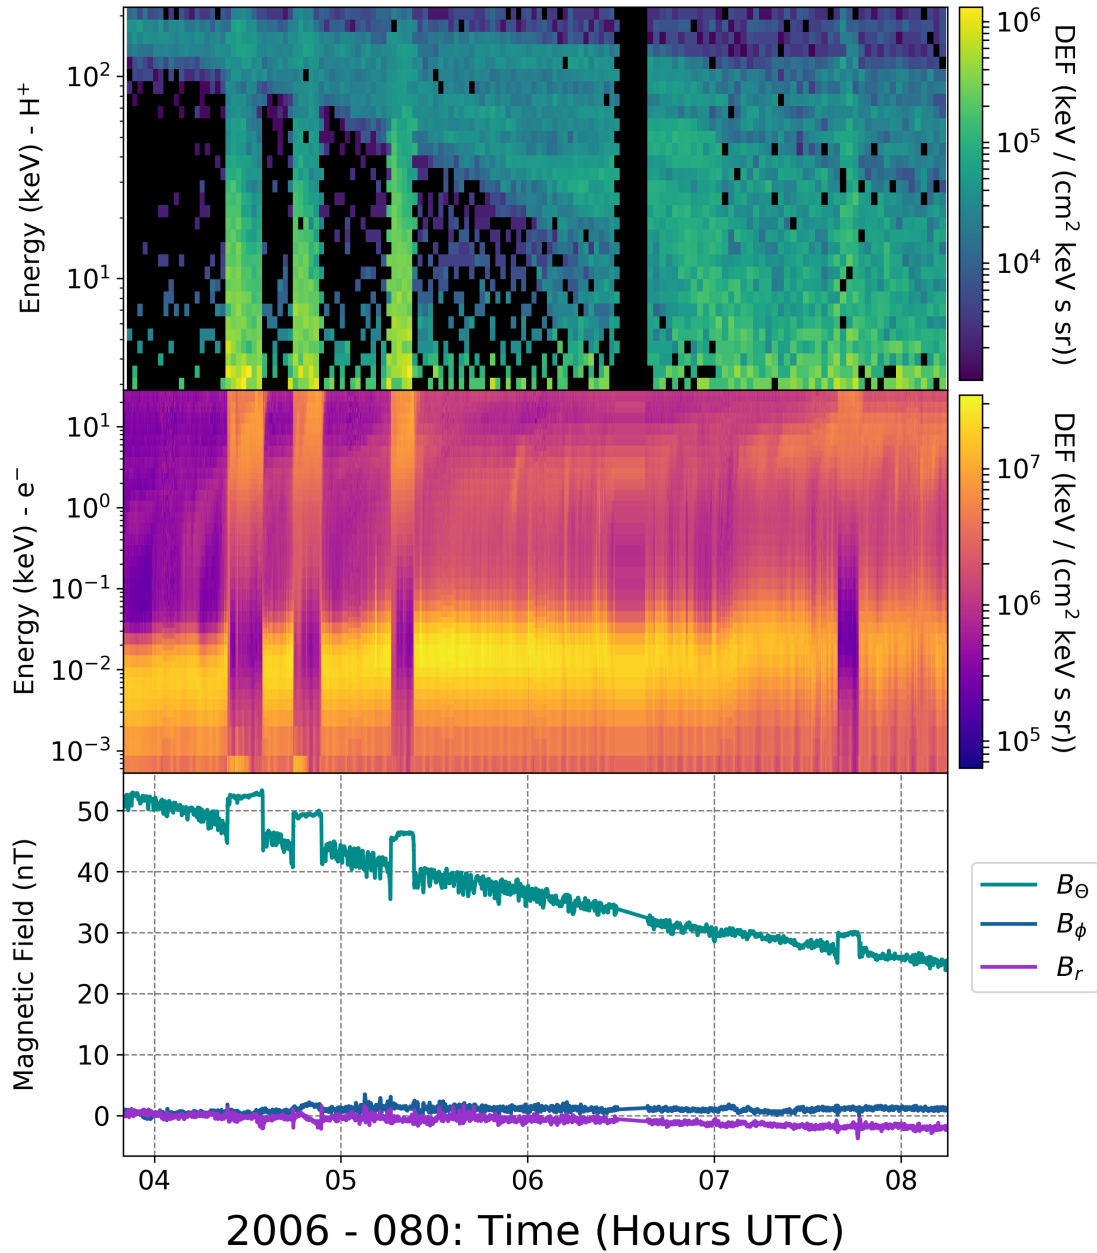 Energy (keV) - H⁺
10²
10¹
10⁶
10⁵
10⁴
DEF (keV / (cm² keV s sr))
Energy (keV) - e⁻
10¹
10⁰
10⁻¹
10⁻²
10⁻³
10⁷
10⁶
10⁵
DEF (keV / (cm² keV s sr))
Magnetic Field (nT)
50
40
30
20
10
0
B_Θ
B_ϕ
B_r
04 05 06 07 08
2006 - 080: Time (Hours UTC)